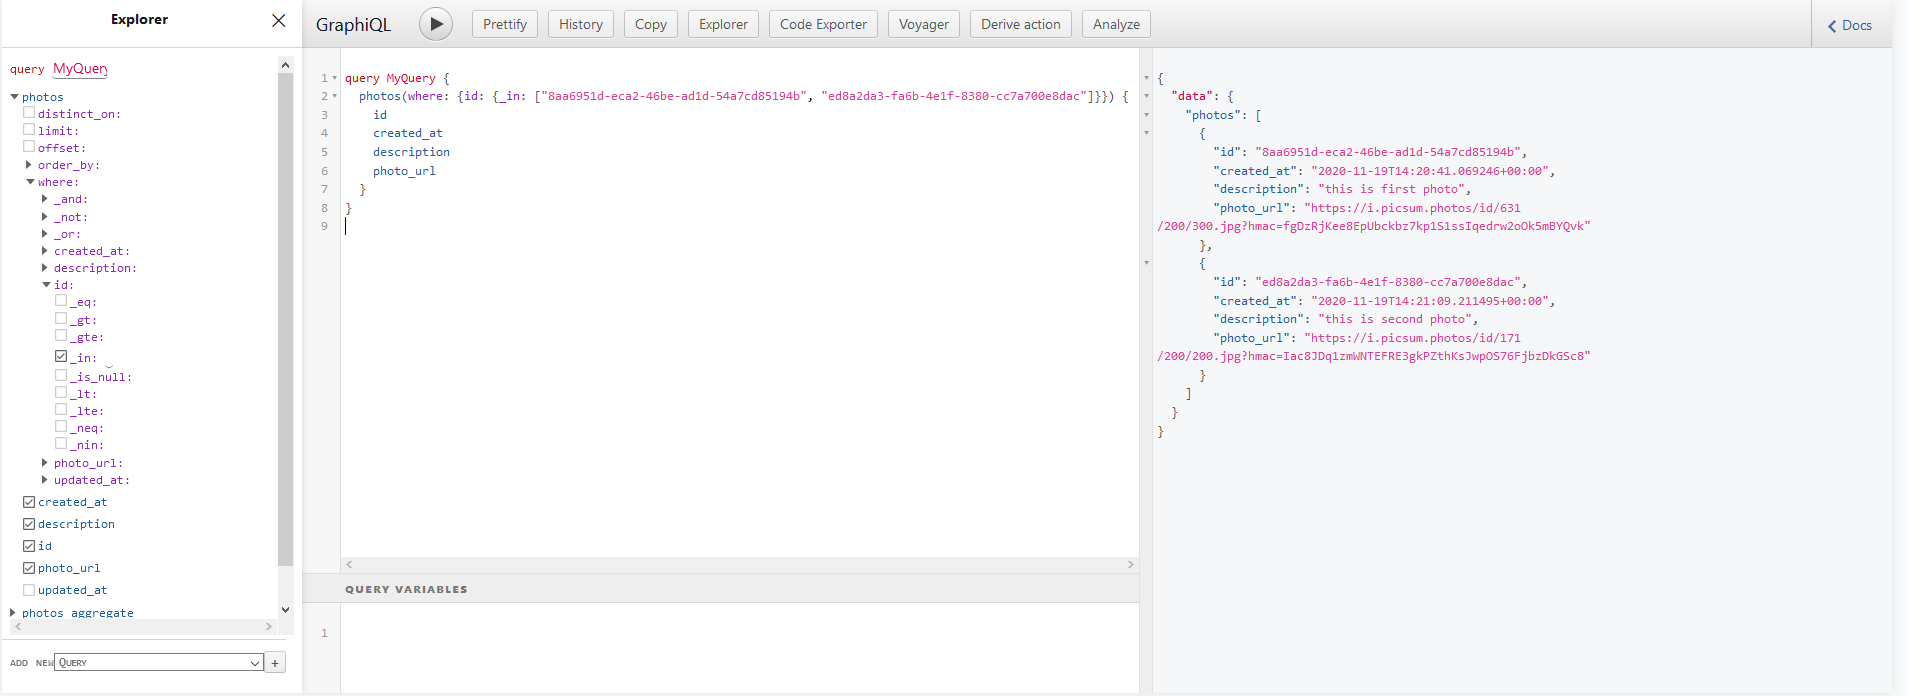 Explorer
GraphiQL
Prettify
History
Copy
Explorer
Code Exporter
Voyager
Derive action
Analyze
Docs
query MyQuery
photos
distinct_on:
limit:
offset:
order_by:
where:
_and:
_not:
_or:
created_at:
description:
id:
_eq:
_gt:
_gte:
_in:
_is_null:
_lt:
_lte:
_neq:
_nin:
photo_url:
updated_at:
created_at
description
id
photo_url
updated_at
photos_aggregate
ADD NEW QUERY +
1 query MyQuery {
2 photos(where: {id: {_in: ["8aa6951d-eca2-46be-ad1d-54a7cd85194b", "ed8a2da3-fa6b-4e1f-8380-cc7a700e8dac"]}}) {
3 id
4 created_at
5 description
6 photo_url
7 }
8 }
9
QUERY VARIABLES
1
{
"data": {
"photos": [
{
"id": "8aa6951d-eca2-46be-ad1d-54a7cd85194b",
"created_at": "2020-11-19T14:20:41.069246+00:00",
"description": "this is first photo",
"photo_url": "https://i.picsum.photos/id/631
/200/300.jpg?hmac=fgDzRjKee8EpUbckbz7kp1S1ssIqedrw2oOk5mBYQvk"
},
{
"id": "ed8a2da3-fa6b-4e1f-8380-cc7a700e8dac",
"created_at": "2020-11-19T14:21:09.211495+00:00",
"description": "this is second photo",
"photo_url": "https://i.picsum.photos/id/171
/200/200.jpg?hmac=Iac8JDq1zmWNTEFRE3gkPZthKsJwpOS76FjbzDkGSc8"
}
]
}
}